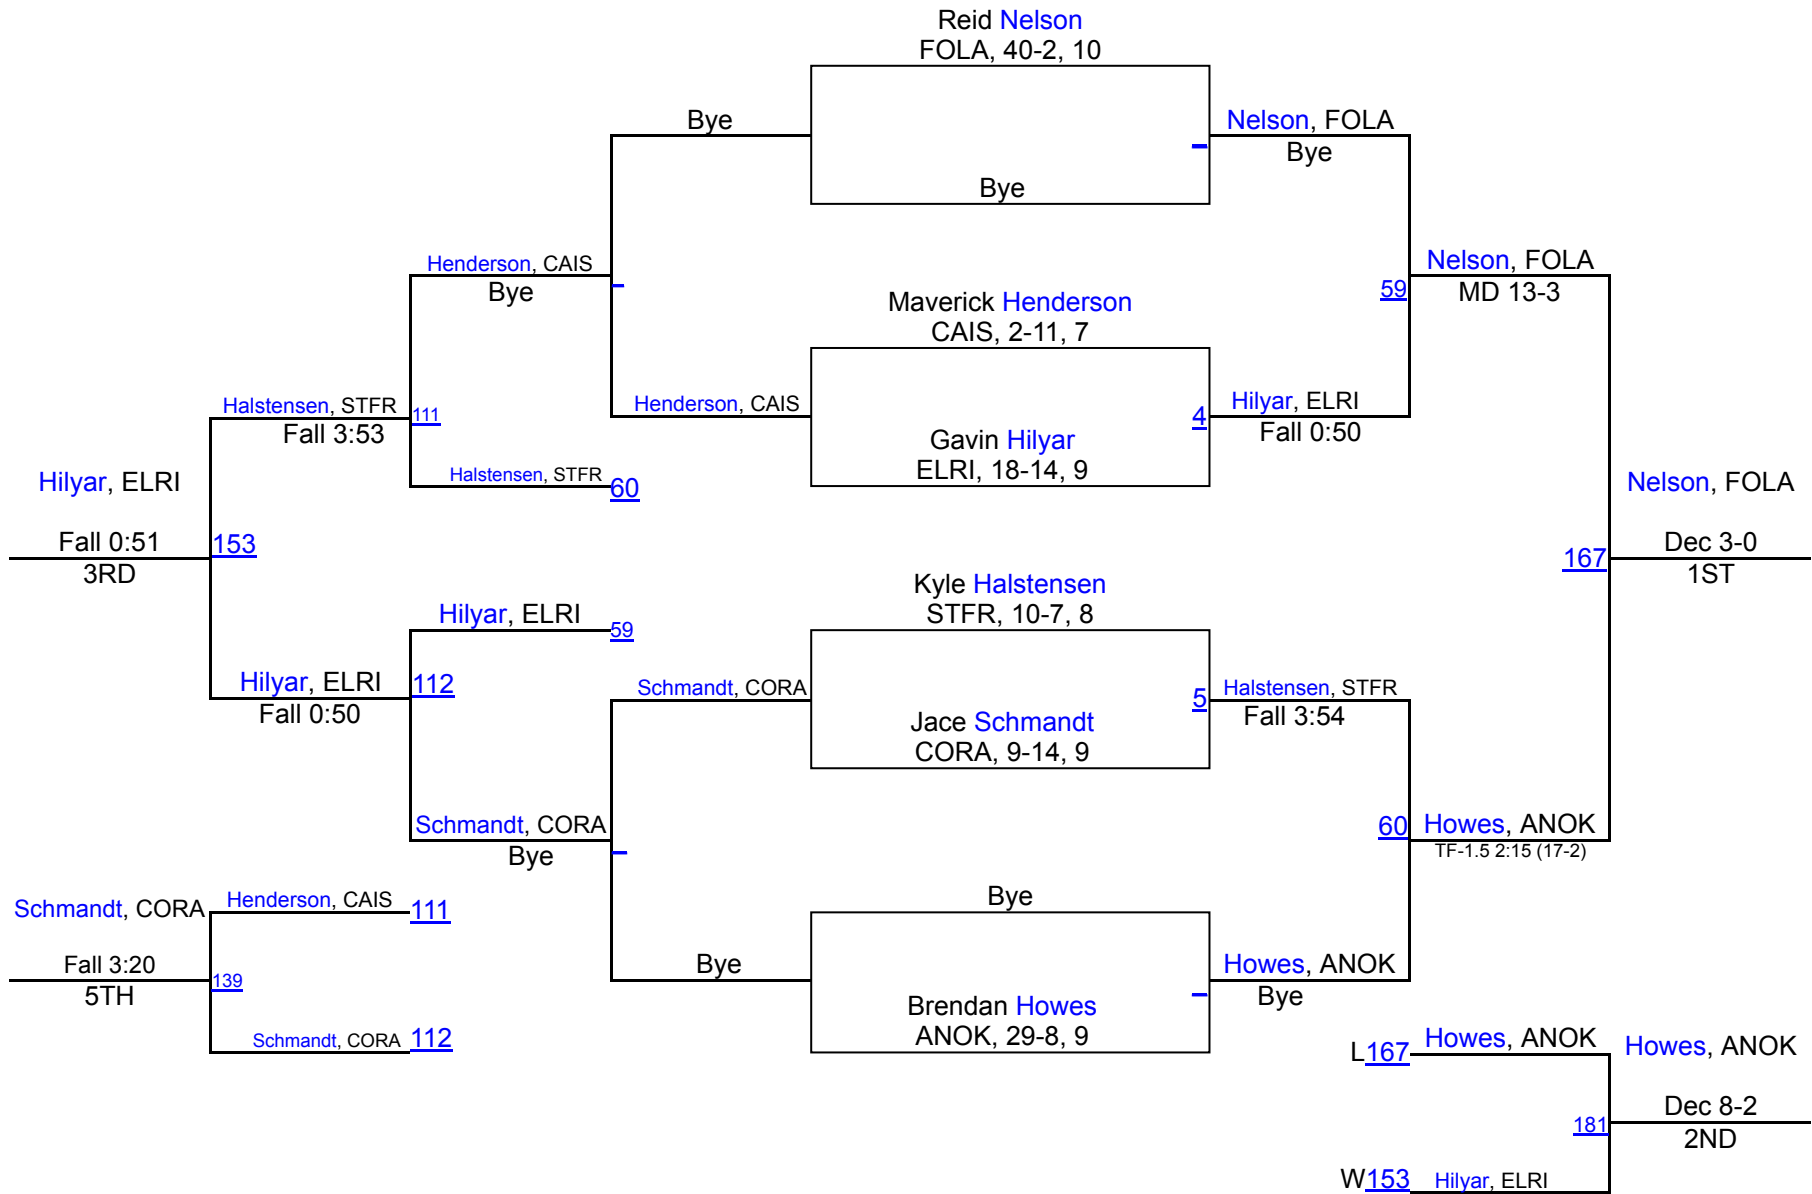 Reid Nelson
FOLA, 40-2, 10
Bye
Nelson, FOLA
Bye
Bye
Henderson, CAIS
Bye
Nelson, FOLA
MD 13-3
59
Maverick Henderson
CAIS, 2-11, 7
Henderson, CAIS
4
Hilyar, ELRI
Fall 0:50
Gavin Hilyar
ELRI, 18-14, 9
Halstensen, STFR
Fall 3:53
111
Halstensen, STFR
60
Hilyar, ELRI
Fall 0:51
3RD
153
Nelson, FOLA
Dec 3-0
1ST
167
Kyle Halstensen
STFR, 10-7, 8
Hilyar, ELRI
59
Hilyar, ELRI
Fall 0:50
112
Schmandt, CORA
5
Halstensen, STFR
Fall 3:54
Jace Schmandt
CORA, 9-14, 9
Schmandt, CORA
Bye
60
Howes, ANOK
TF-1.5 2:15 (17-2)
Bye
Bye
Howes, ANOK
Bye
Brendan Howes
ANOK, 29-8, 9
Schmandt, CORA
Fall 3:20
5TH
139
Henderson, CAIS
111
Schmandt, CORA
112
L167
Howes, ANOK
Howes, ANOK
Dec 8-2
2ND
181
W153
Hilyar, ELRI